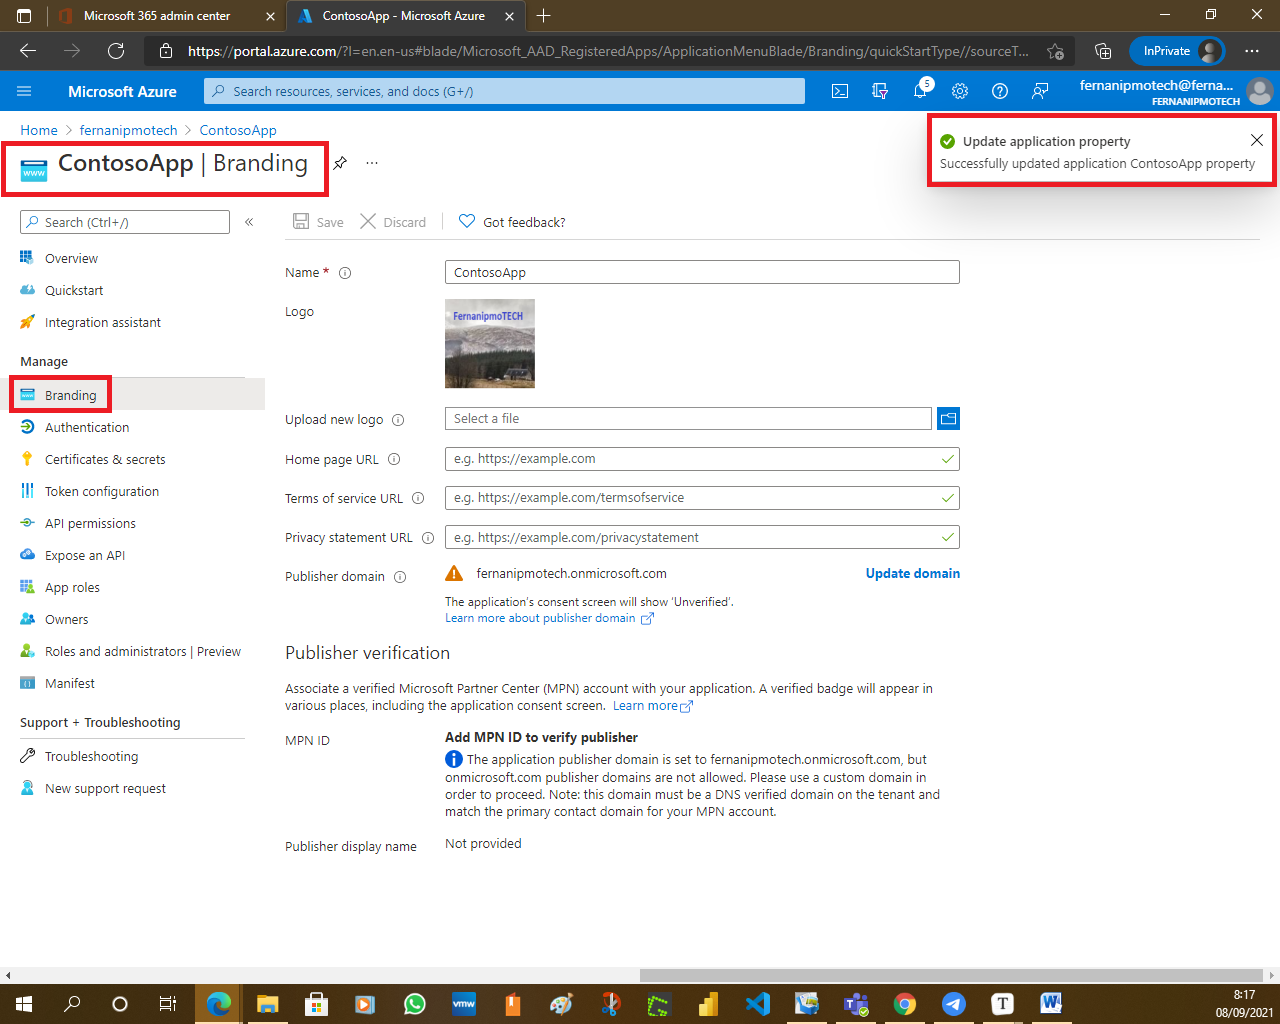 Microsoft 365 admin center
ContosoApp - Microsoft Azure
https://portal.azure.com/?l=en.en-us#blade/Microsoft_AAD_RegisteredApps/ApplicationMenuBlade/Branding/quickStartType//sourceT...
InPrivate
Microsoft Azure
Search resources, services, and docs (G+/)
5
fernanipmotech@ferna...
FERNANIPMOTECH
Home > fernanipmotech > ContosoApp
Update application property
Successfully updated application ContosoApp property
www
ContosoApp | Branding
...
Search (Ctrl+/)
«
Save
Discard
Got feedback?
Overview
Quickstart
Integration assistant
Manage
Branding
Authentication
Certificates & secrets
Token configuration
API permissions
Expose an API
App roles
Owners
Roles and administrators | Preview
Manifest
Support + Troubleshooting
Troubleshooting
New support request
Name *
ContosoApp
Logo
FernanipmoTECH
Upload new logo
Select a file
Home page URL
e.g. https://example.com
Terms of service URL
e.g. https://example.com/termsofservice
Privacy statement URL
e.g. https://example.com/privacystatement
Publisher domain
fernanipmotech.onmicrosoft.com
Update domain
The application's consent screen will show 'Unverified'.
Learn more about publisher domain
Publisher verification
Associate a verified Microsoft Partner Center (MPN) account with your application. A verified badge will appear in
various places, including the application consent screen. Learn more
MPN ID
Add MPN ID to verify publisher
The application publisher domain is set to fernanipmotech.onmicrosoft.com, but
onmicrosoft.com publisher domains are not allowed. Please use a custom domain in
order to proceed. Note: this domain must be a DNS verified domain on the tenant and
match the primary contact domain for your MPN account.
Publisher display name
Not provided
vmw
T
W
8:17
08/09/2021